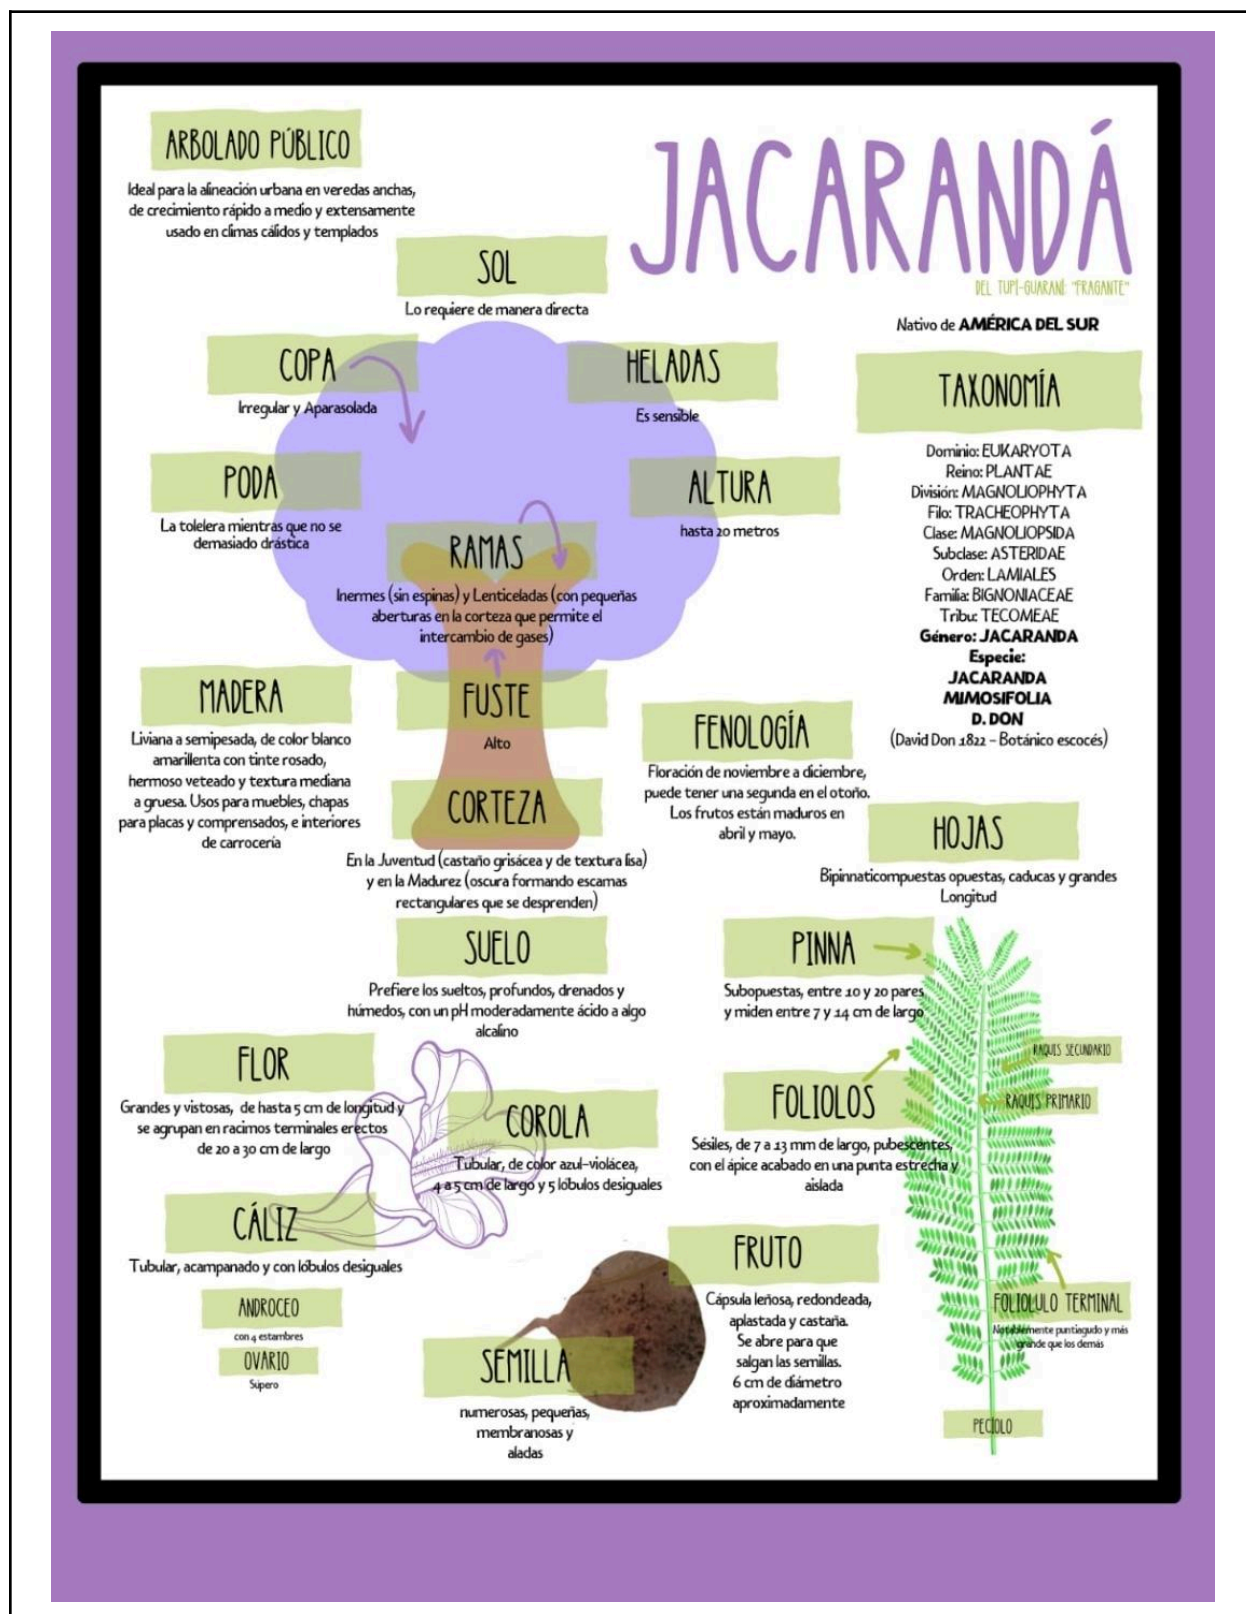 ARBOLADO PÚBLICO
Ideal para la alineación urbana en veredas anchas,
de crecimiento rápido a medio y extensamente
usado en climas cálidos y templados
JACARANDÁ
DEL TUPÍ-GUARANÍ: "FRAGANTE"
Nativo de AMÉRICA DEL SUR
SOL
Lo requiere de manera directa
COPA
Irregular y Aparasolada
HELADAS
Es sensible
PODA
La tolelera mientras que no se
demasiado drástica
ALTURA
hasta 20 metros
RAMAS
Inermes (sin espinas) y Lenticeladas (con pequeñas
aberturas en la corteza que permite el
intercambio de gases)
TAXONOMÍA
Dominio: EUKARYOTA
Reino: PLANTAE
División: MAGNOLIOPHYTA
Filo: TRACHEOPHYTA
Clase: MAGNOLIOPSIDA
Subclase: ASTERIDAE
Orden: LAMIALES
Familia: BIGNONIACEAE
Tribu: TECOMEAE
Género: JACARANDA
Especie:
JACARANDA
MIMOSIFOLIA
D. DON
(David Don 1822 – Botánico escocés)
MADERA
Liviana a semipesada, de color blanco
amarillenta con tinte rosado,
hermoso veteado y textura mediana
a gruesa. Usos para muebles, chapas
para placas y comprensados, e interiores
de carrocería
FUSTE
Alto
CORTEZA
En la Juventud (castaño grisácea y de textura lisa)
y en la Madurez (oscura formando escamas
rectangulares que se desprenden)
FENOLOGÍA
Floración de noviembre a diciembre,
puede tener una segunda en el otoño.
Los frutos están maduros en
abril y mayo.
HOJAS
Bipinnaticompuestas opuestas, caducas y grandes
Longitud
SUELO
Prefiere los sueltos, profundos, drenados y
húmedos, con un pH moderadamente ácido a algo
alcalino
PINNA
Subopuestas, entre 10 y 20 pares
y miden entre 7 y 14 cm de largo
RAQUIS SECUNDARIO
RAQUIS PRIMARIO
FOLIOLOS
Sésiles, de 7 a 13 mm de largo, pubescentes,
con el ápice acabado en una punta estrecha y
aislada
FLOR
Grandes y vistosas, de hasta 5 cm de longitud y
se agrupan en racimos terminales erectos
de 20 a 30 cm de largo
COROLA
Tubular, de color azul-violácea,
4 a 5 cm de largo y 5 lóbulos desiguales
CÁLIZ
Tubular, acampanado y con lóbulos desiguales
ANDROCEO
con 4 estambres
OVARIO
Súpero
SEMILLA
numerosas, pequeñas,
membranosas y
aladas
FRUTO
Cápsula leñosa, redondeada,
aplastada y castaña.
Se abre para que
salgan las semillas.
6 cm de diámetro
aproximadamente
FOLIOLULO TERMINAL
Notablemente puntiagudo y más
grande que los demás
PECÍOLO